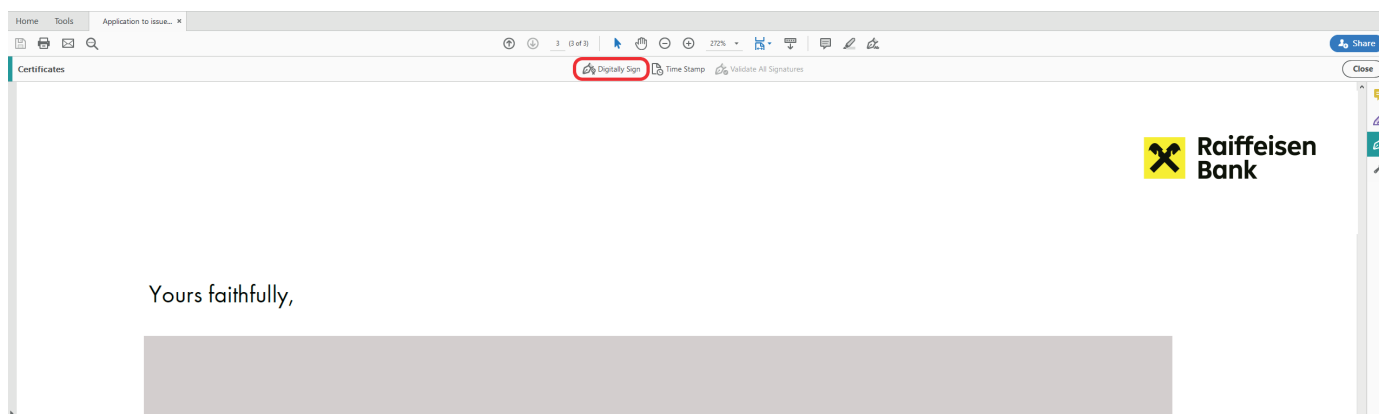 Home Tools Application to issue... ×
3 (3 of 3) 272% Share
Certificates Digitally Sign Time Stamp Validate All Signatures Close
Raiffeisen
Bank
Yours faithfully,